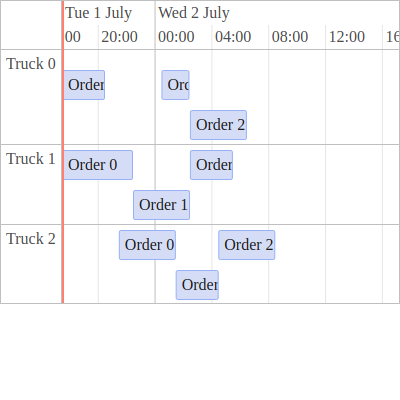 Tue 1 July Wed 2 July
00 20:00 00:00 04:00 08:00 12:00 16
Truck 0
Order Orc
Order 2
Truck 1
Order 0 Order
Order 1
Truck 2
Order 0 Order 2
Order